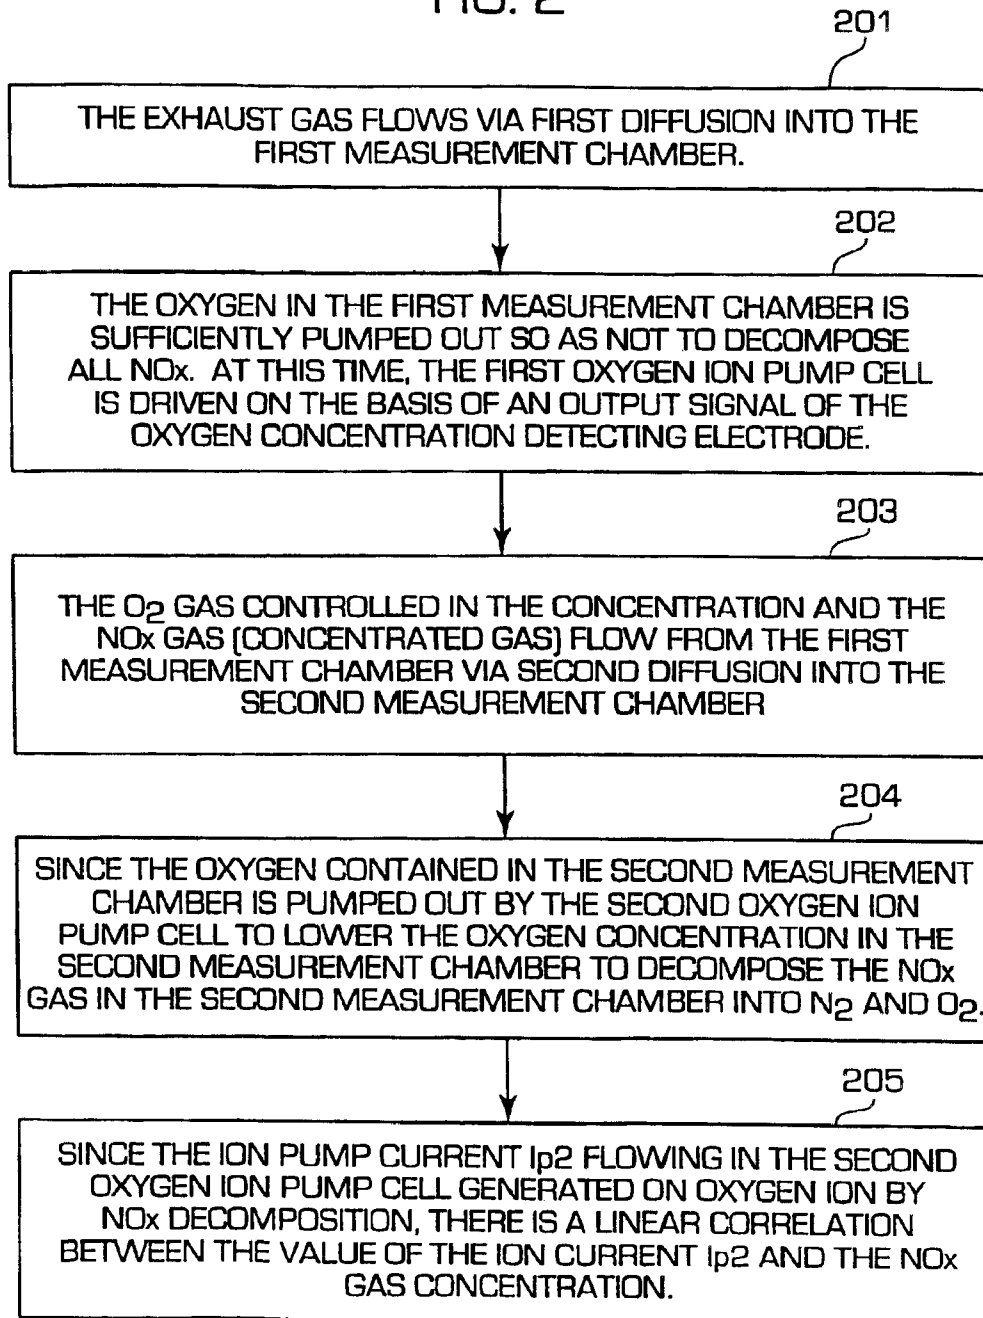 FIG. 2
201
THE EXHAUST GAS FLOWS VIA FIRST DIFFUSION INTO THE
FIRST MEASUREMENT CHAMBER.
202
THE OXYGEN IN THE FIRST MEASUREMENT CHAMBER IS
SUFFICIENTLY PUMPED OUT SO AS NOT TO DECOMPOSE
ALL NOx. AT THIS TIME, THE FIRST OXYGEN ION PUMP CELL
IS DRIVEN ON THE BASIS OF AN OUTPUT SIGNAL OF THE
OXYGEN CONCENTRATION DETECTING ELECTRODE.
203
THE O2 GAS CONTROLLED IN THE CONCENTRATION AND THE
NOx GAS (CONCENTRATED GAS) FLOW FROM THE FIRST
MEASUREMENT CHAMBER VIA SECOND DIFFUSION INTO THE
SECOND MEASUREMENT CHAMBER
204
SINCE THE OXYGEN CONTAINED IN THE SECOND MEASUREMENT
CHAMBER IS PUMPED OUT BY THE SECOND OXYGEN ION
PUMP CELL TO LOWER THE OXYGEN CONCENTRATION IN THE
SECOND MEASUREMENT CHAMBER TO DECOMPOSE THE NOx
GAS IN THE SECOND MEASUREMENT CHAMBER INTO N2 AND O2.
205
SINCE THE ION PUMP CURRENT Ip2 FLOWING IN THE SECOND
OXYGEN ION PUMP CELL GENERATED ON OXYGEN ION BY
NOx DECOMPOSITION, THERE IS A LINEAR CORRELATION
BETWEEN THE VALUE OF THE ION CURRENT Ip2 AND THE NOx
GAS CONCENTRATION.